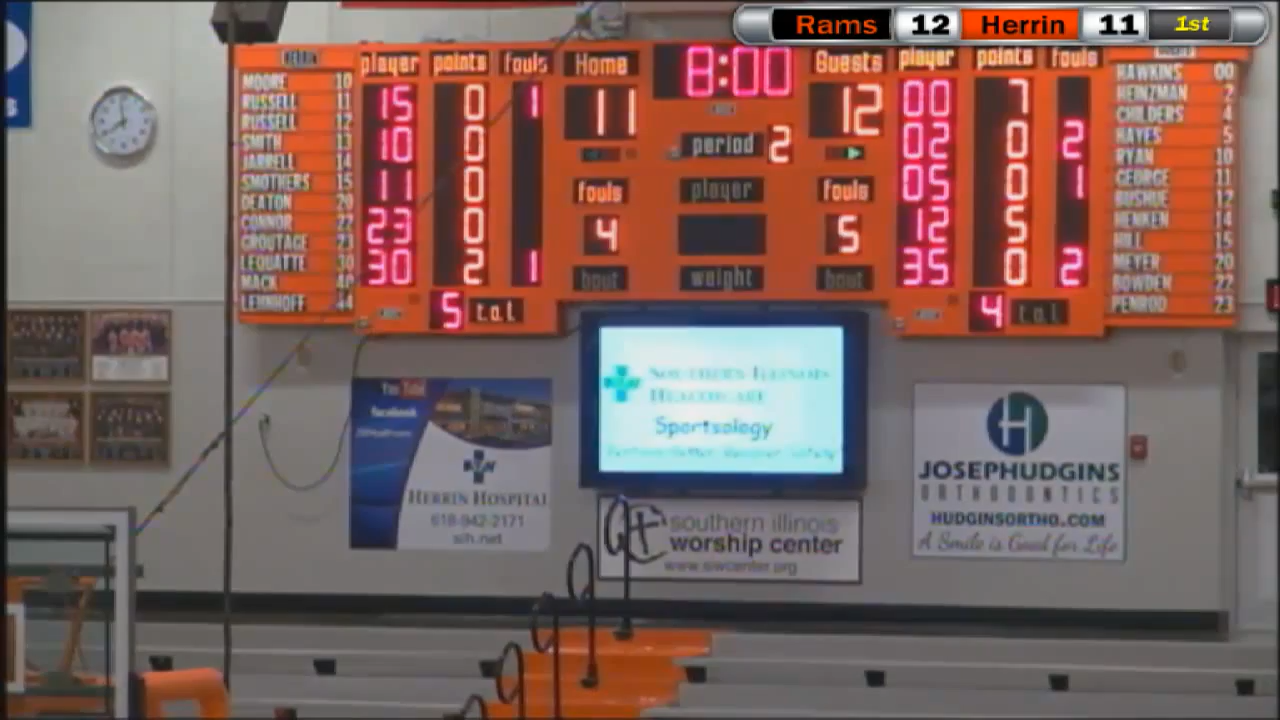 Rams 12 Herrin 11 1st
player points fouls Home 8:00 Guests player points fouls
MOORE 10
RUSSELL 11
RUSSELL 12
SMITH 13
JARRELL 14
SMOTHERS 15
DEATON 20
CONNOR 22
CROUTAGE 23
LEQUATTE 30
MACK 40
LEHNHOFF 44
15 0 1
10 0
11 0
23 0
30 2 1
5 t.o.l
11
period 2
12
fouls player fouls
4 5
bout weight bout
00 7
02 0 2
05 0 1
12 5
35 0 2
4 t.o.l
HAWKINS 00
HEINZMAN 2
CHILDERS 4
HAYES 5
RYAN 10
GEORGE 11
BUSHUE 12
HENKEN 14
HILL 15
MEYER 20
BOWDEN 22
PENROD 23
You Tube
facebook
HERRIN HOSPITAL
618-942-2171
sih.net
SOUTHERN ILLINOIS
HEALTHCARE
Sportsology
southern illinois
worship center
www.siwcenter.org
H
JOSEPHUDGINS
ORTHODONTICS
HUDGINSORTHO.COM
A Smile is Good for Life